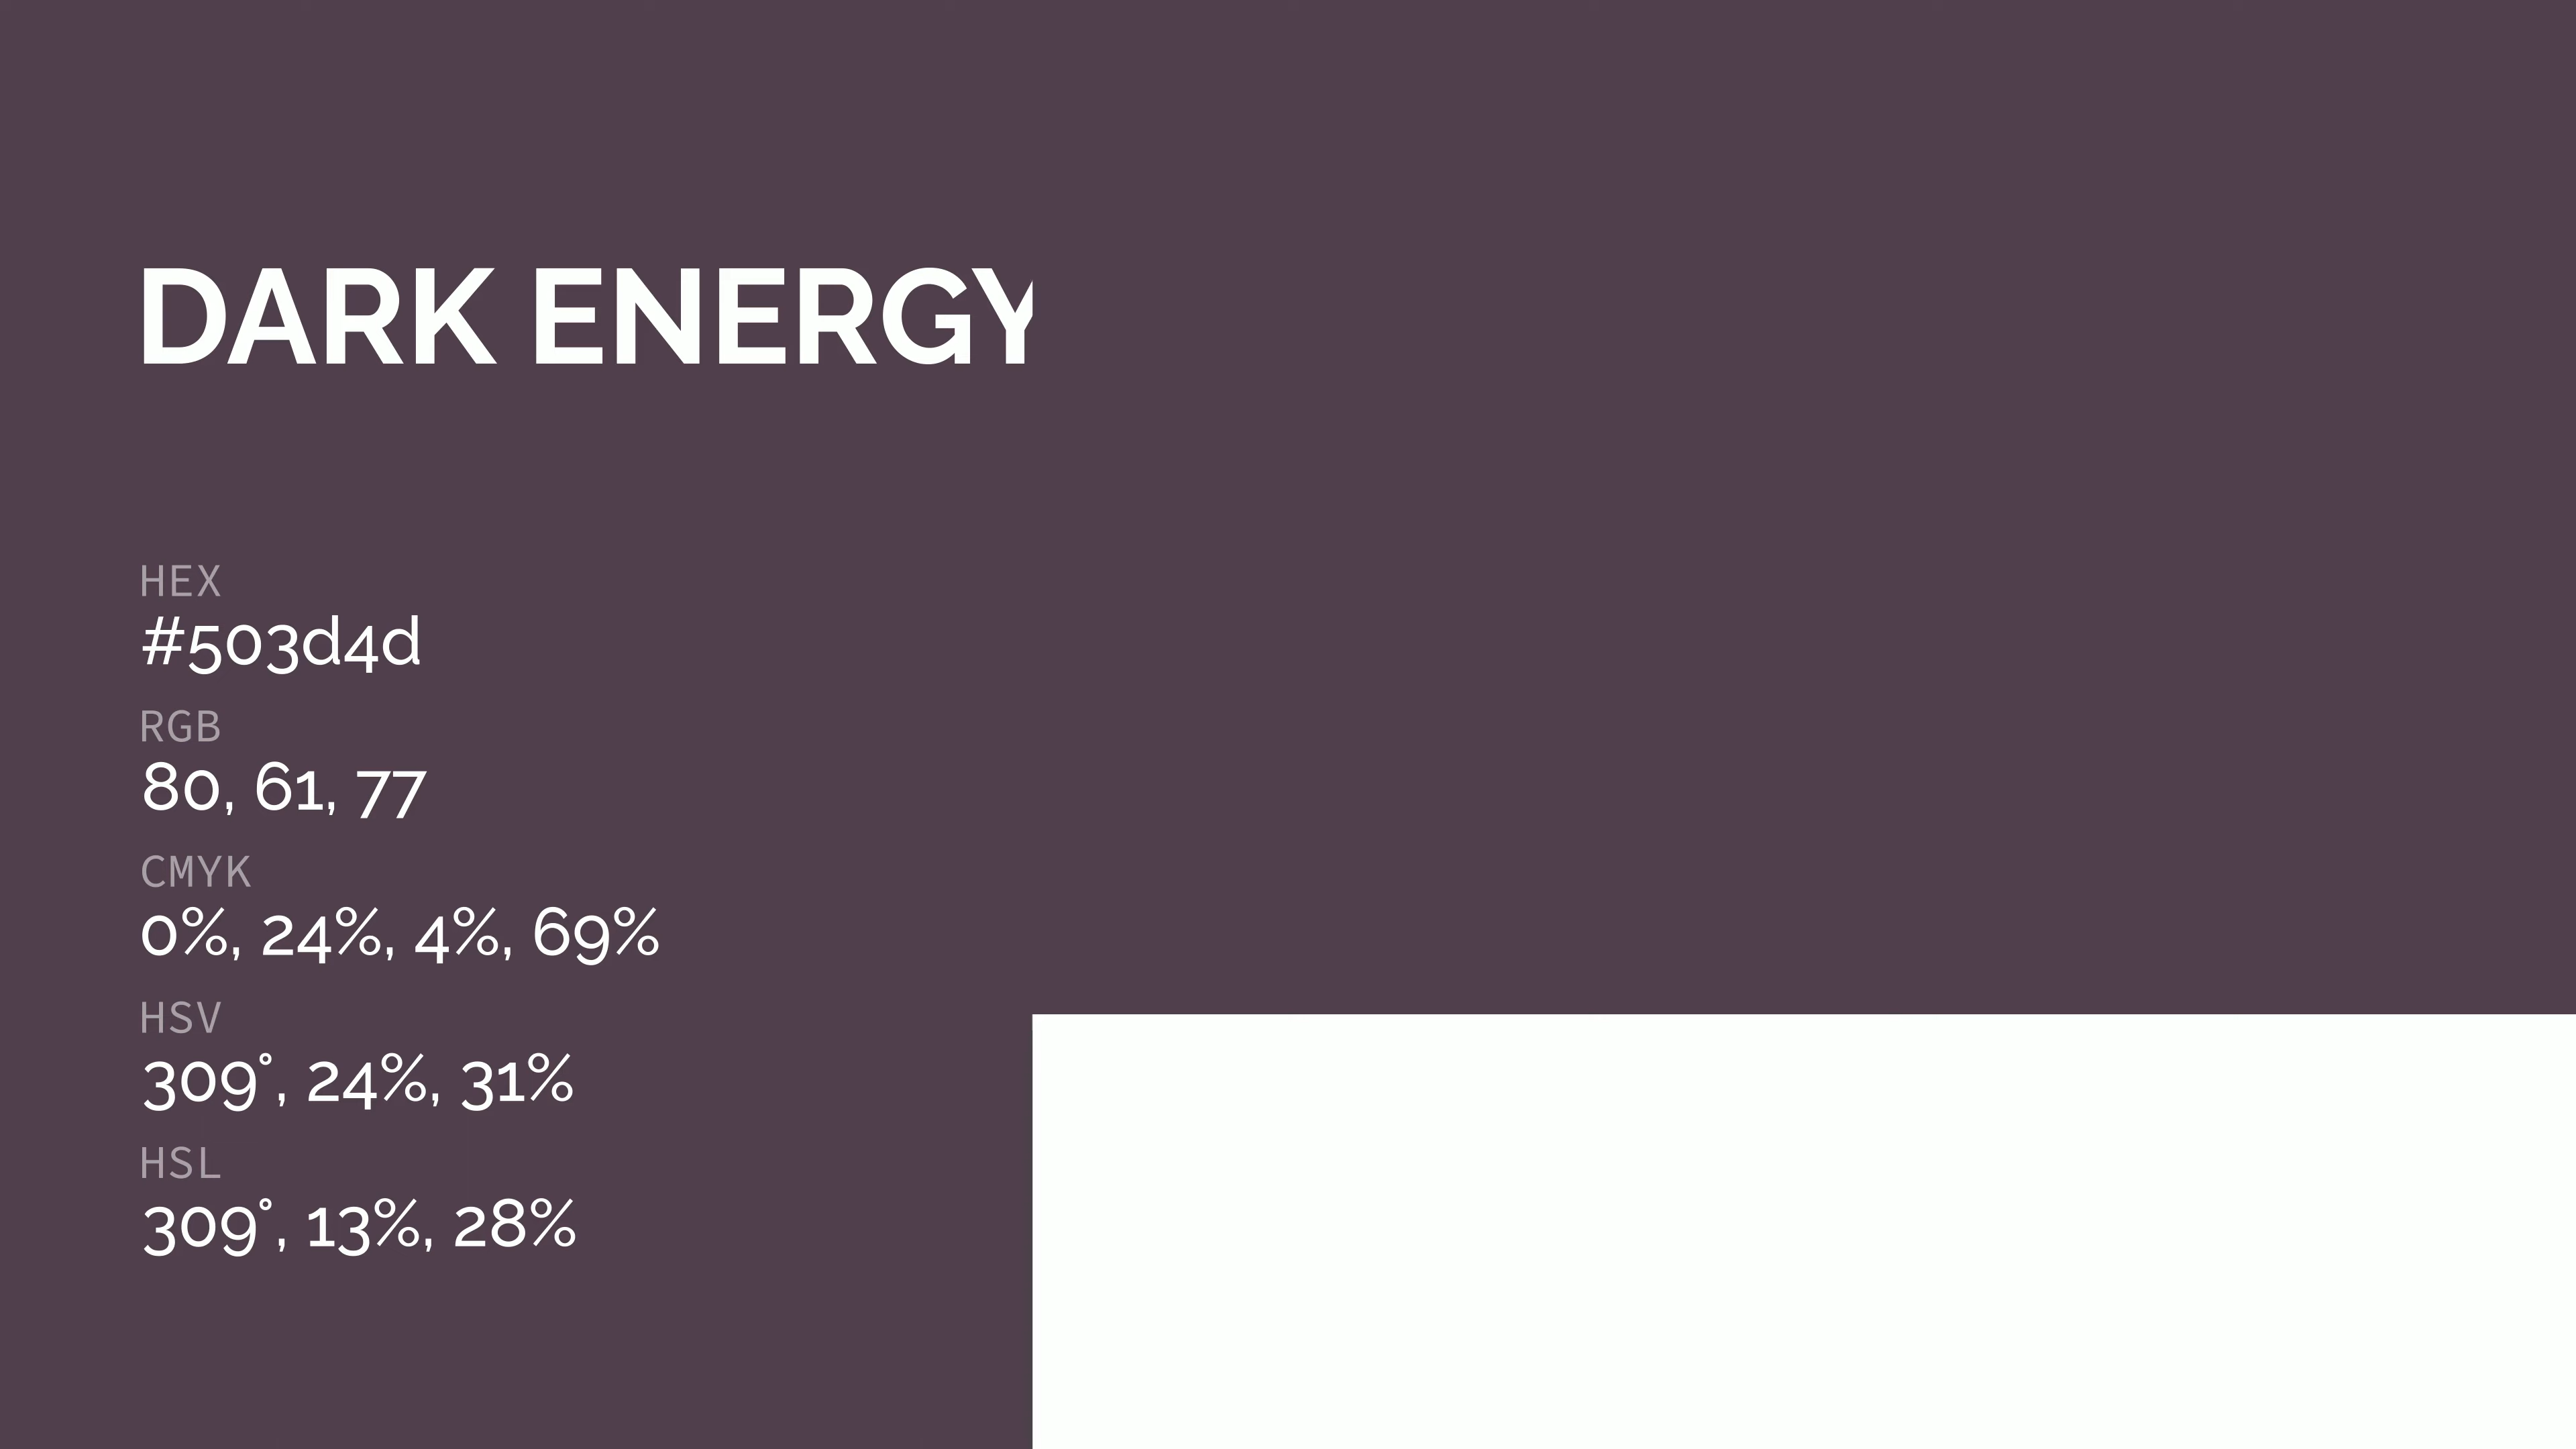 DARK ENERGY
HEX
#503d4d
RGB
80, 61, 77
CMYK
0%, 24%, 4%, 69%
HSV
309°, 24%, 31%
HSL
309°, 13%, 28%